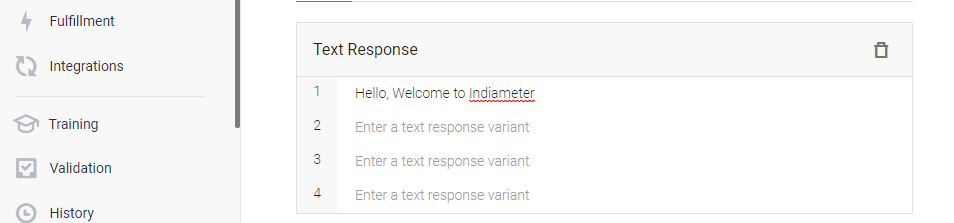 Fulfillment
Integrations
Training
Validation
History
Text Response
1 Hello, Welcome to Indiameter
2 Enter a text response variant
3 Enter a text response variant
4 Enter a text response variant